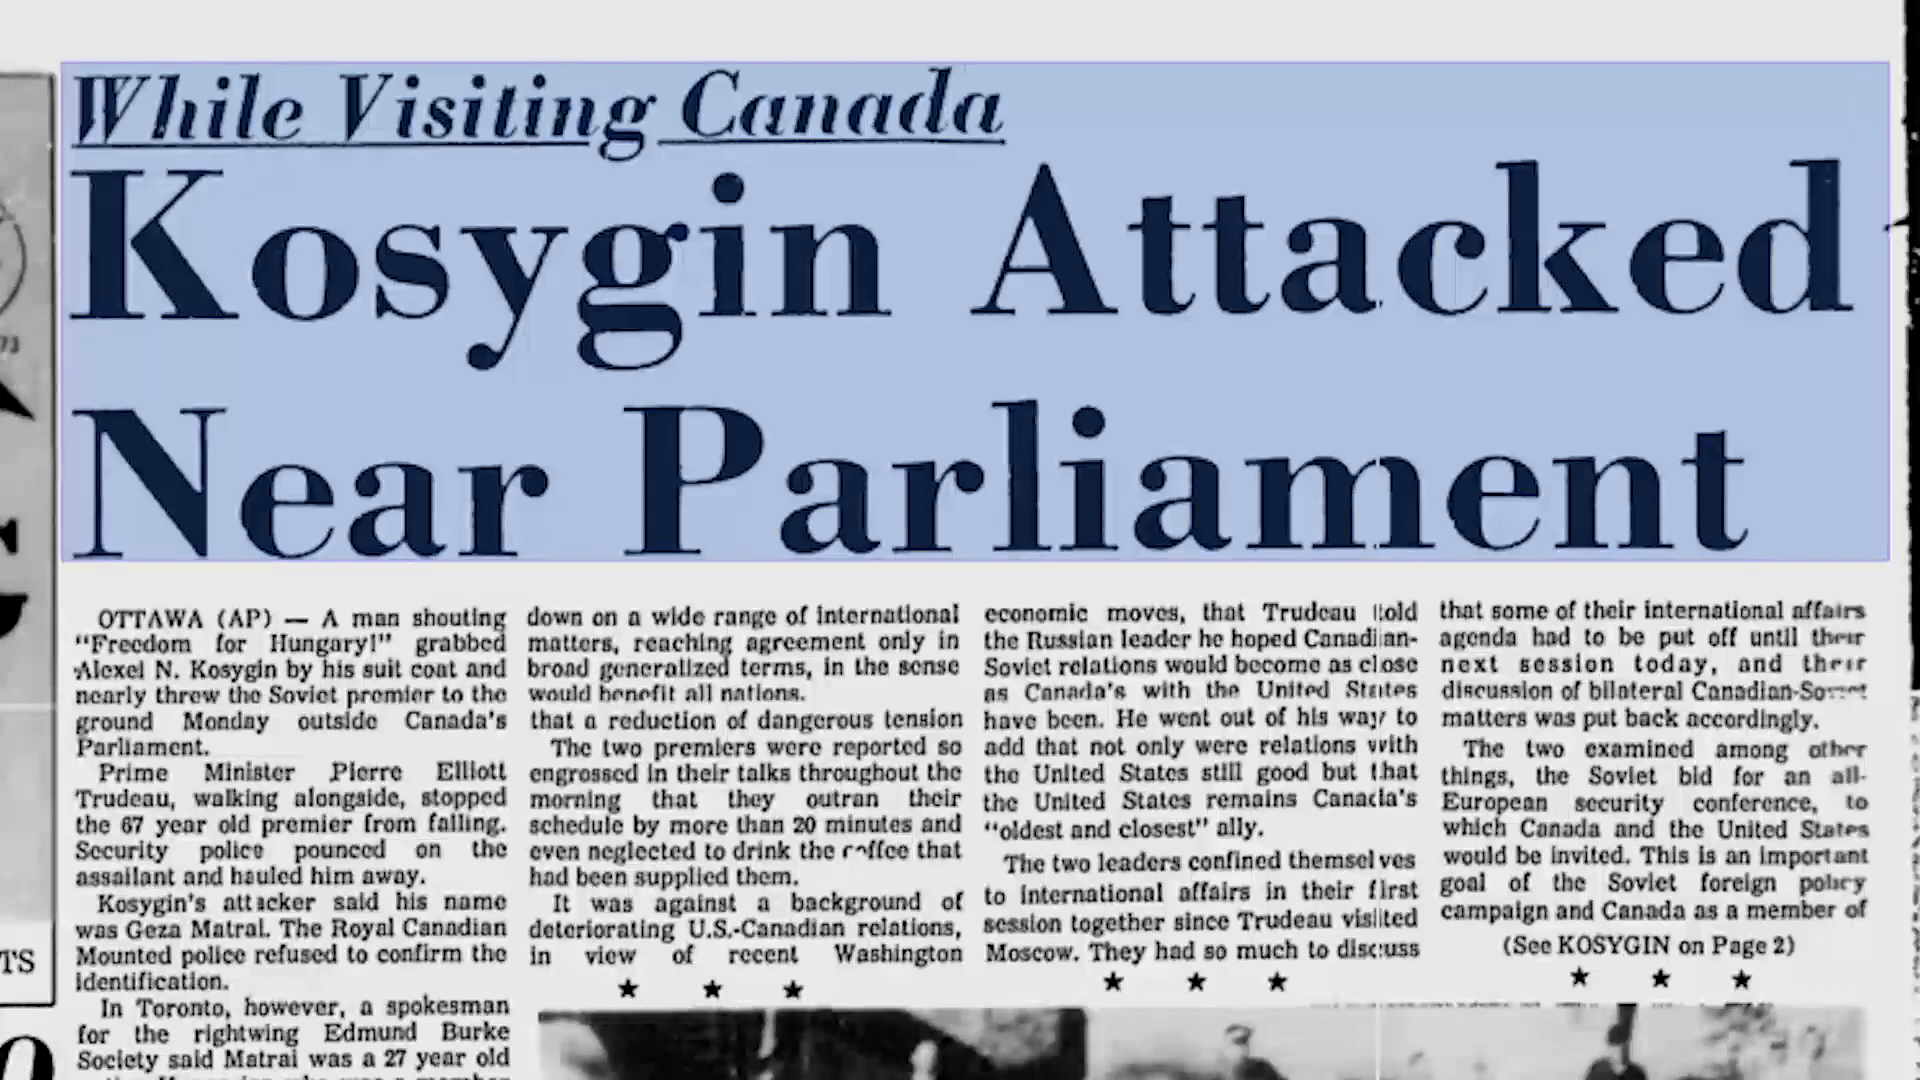 While Visiting Canada
Kosygin Attacked
Near Parliament
OTTAWA (AP) — A man shouting
"Freedom for Hungary!" grabbed
Alexei N. Kosygin by his suit coat and
nearly threw the Soviet premier to the
ground Monday outside Canada's
Parliament.
Prime Minister Pierre Elliott
Trudeau, walking alongside, stopped
the 67 year old premier from falling.
Security police pounced on the
assailant and hauled him away.
Kosygin's attacker said his name
was Geza Matrai. The Royal Canadian
Mounted police refused to confirm the
identification.
In Toronto, however, a spokesman
for the rightwing Edmund Burke
Society said Matrai was a 27 year old
down on a wide range of international
matters, reaching agreement only in
broad generalized terms, in the sense
would benefit all nations.
that a reduction of dangerous tension
The two premiers were reported so
engrossed in their talks throughout the
morning that they outran their
schedule by more than 20 minutes and
even neglected to drink the coffee that
had been supplied them.
It was against a background of
deteriorating U.S.-Canadian relations,
in view of recent Washington
★ ★ ★
economic moves, that Trudeau told
the Russian leader he hoped Canadian-
Soviet relations would become as close
as Canada's with the United States
have been. He went out of his way to
add that not only were relations with
the United States still good but that
the United States remains Canada's
"oldest and closest" ally.
The two leaders confined themselves
to international affairs in their first
session together since Trudeau visited
Moscow. They had so much to discuss
★ ★ ★
that some of their international affairs
agenda had to be put off until their
next session today, and their
discussion of bilateral Canadian-Soviet
matters was put back accordingly.
The two examined among other
things, the Soviet bid for an all-
European security conference, to
which Canada and the United States
would be invited. This is an important
goal of the Soviet foreign policy
campaign and Canada as a member of
(See KOSYGIN on Page 2)
★ ★ ★
TS